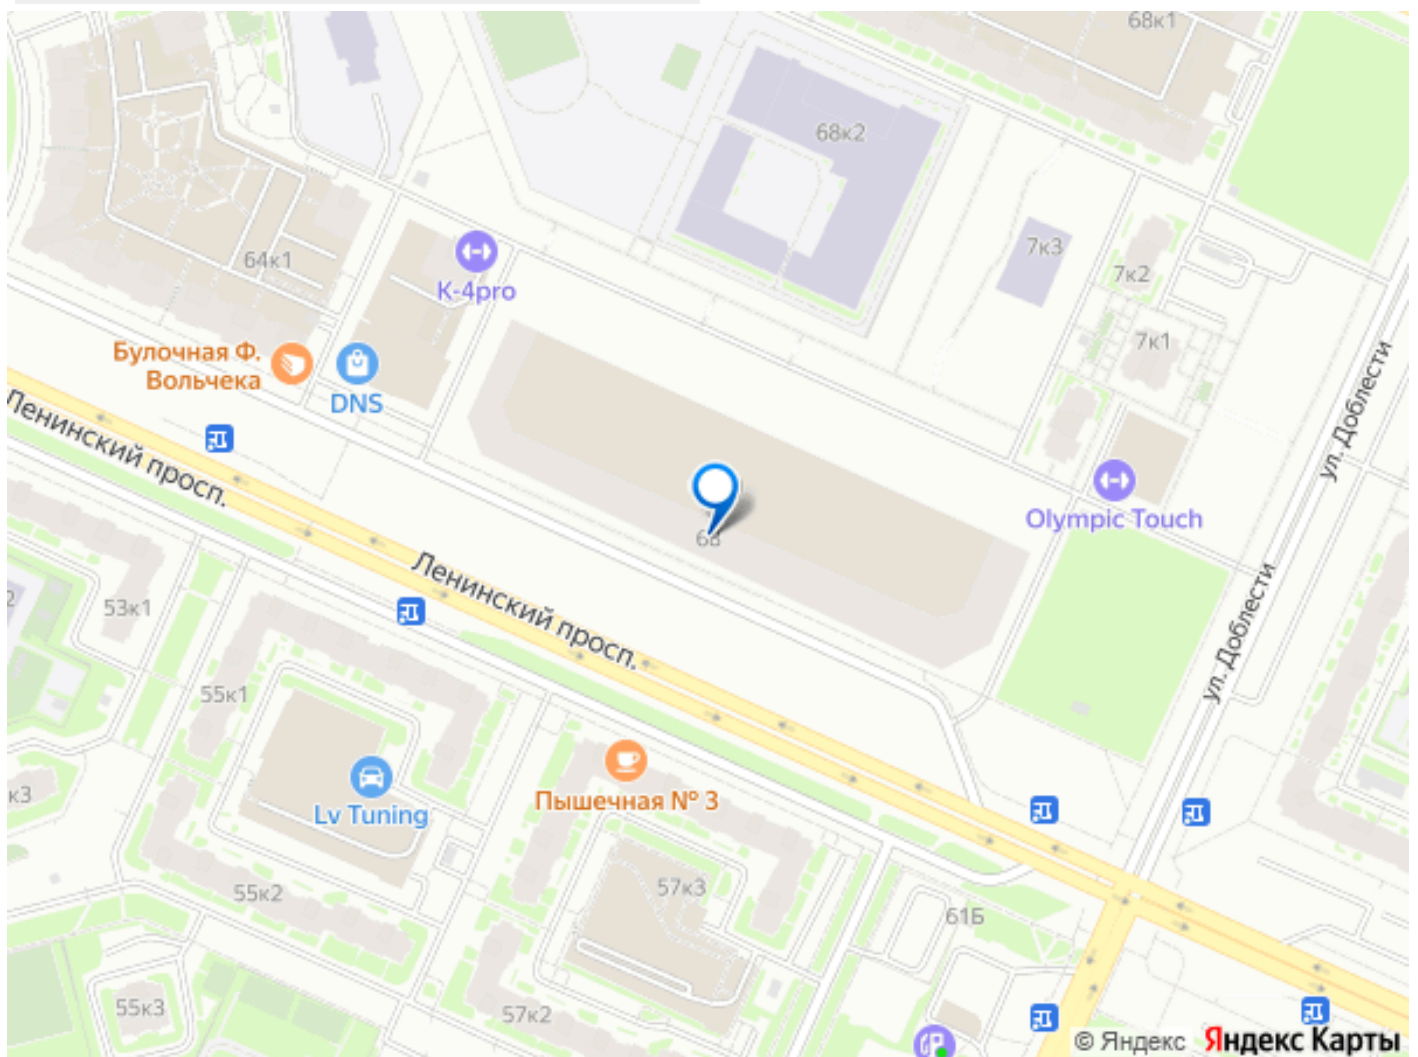 68к1
68к2
7к3
7к2
64к1
K-4pro
7к1
Булочная Ф.
Вольчека
DNS
ул. Доблести
Ленинский просп.
Olympic Touch
68
Ленинский просп.
53к1
ул. Доблести
55к1
к3
Lv Tuning
Пышечная № 3
55к2
57к3
61Б
55к3
57к2
© Яндекс Яндекс Карты